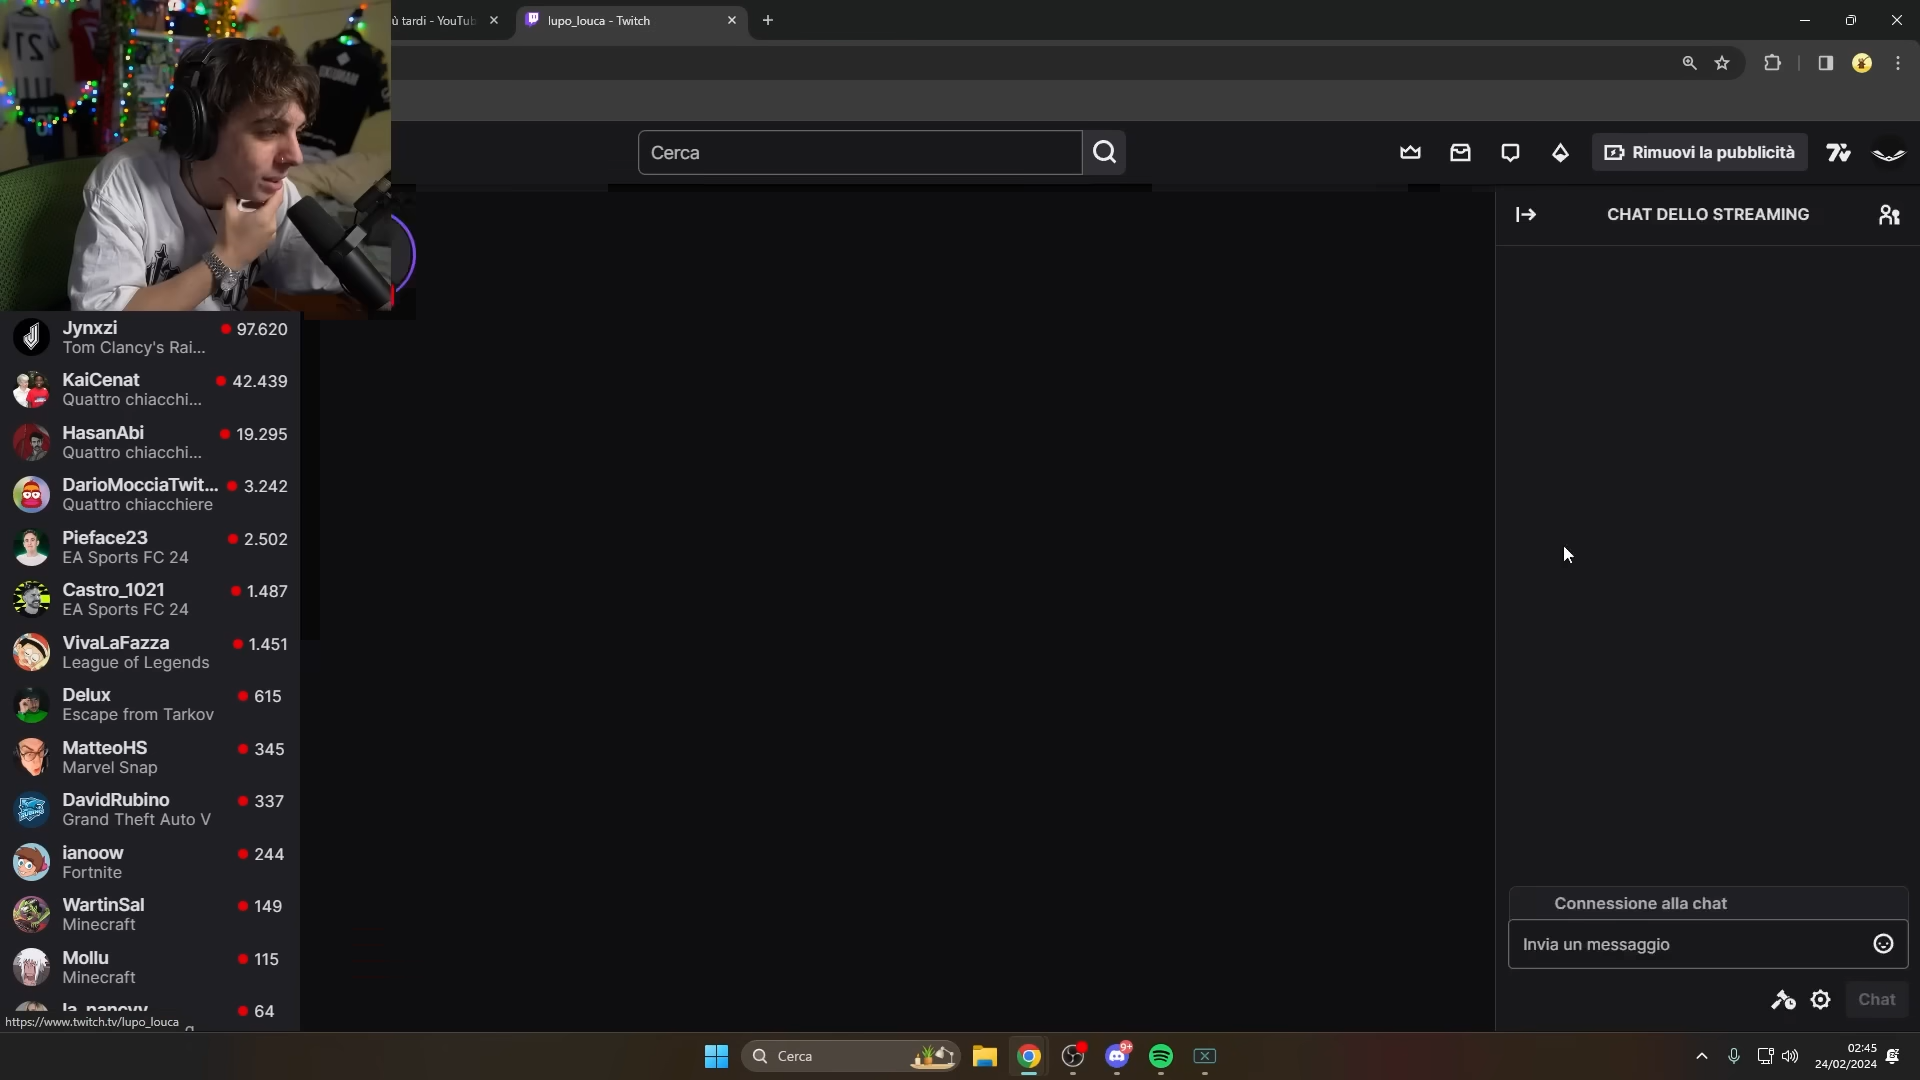 ù tardi - YouTub
lupo_louca - Twitch
Cerca
Rimuovi la pubblicità
CHAT DELLO STREAMING
Jynxzi
97.620
Tom Clancy's Rai...
KaiCenat
42.439
Quattro chiacchi...
HasanAbi
19.295
Quattro chiacchi...
DarioMocciaTwit...
3.242
Quattro chiacchiere
Pieface23
2.502
EA Sports FC 24
Castro_1021
1.487
EA Sports FC 24
VivaLaFazza
1.451
League of Legends
Delux
615
Escape from Tarkov
MatteoHS
345
Marvel Snap
DavidRubino
337
Grand Theft Auto V
ianoow
244
Fortnite
WartinSal
149
Minecraft
Mollu
115
Minecraft
la_nancyy
64
https://www.twitch.tv/lupo_louca
Connessione alla chat
Invia un messaggio
Chat
Cerca
9+
02:45
24/02/2024